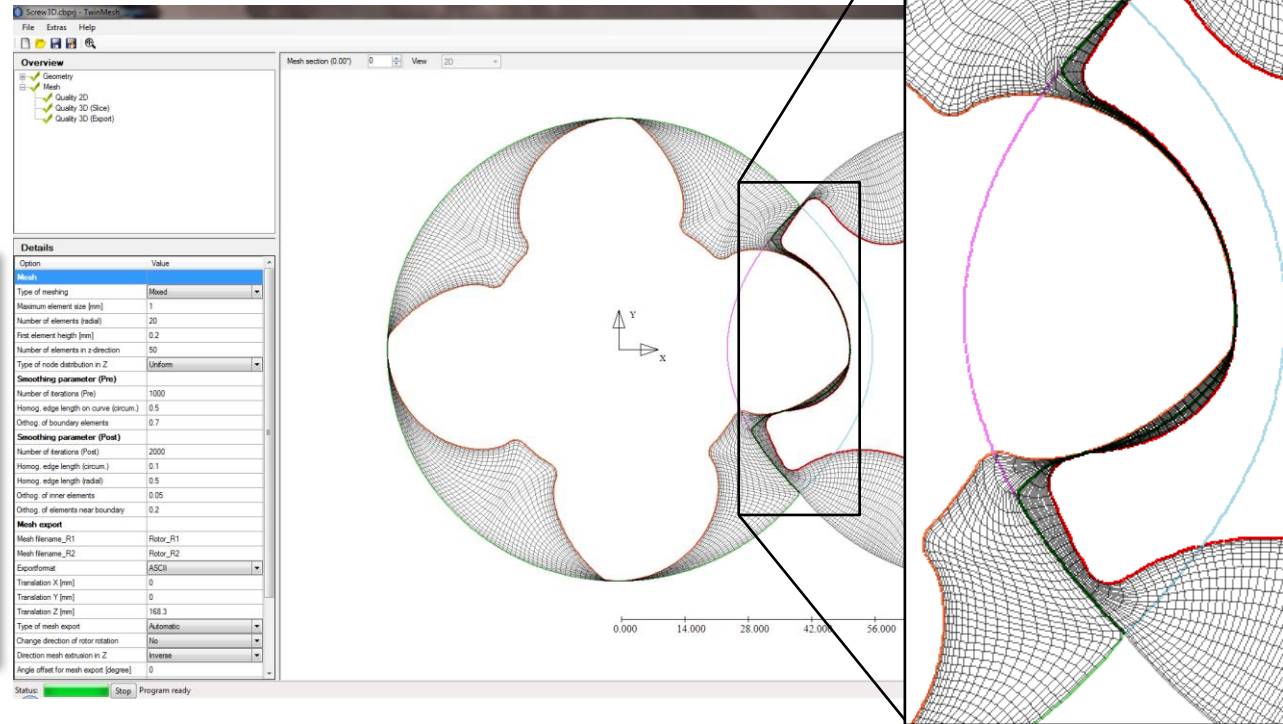 Screw3D.cbprj - TwinMesh
File Extras Help
Overview
Geometry
Mesh
Quality 2D
Quality 3D (Slice)
Quality 3D (Export)
Mesh section (0.00°) 0 View 2D
Details
Option Value
Mesh
Type of meshing Mixed
Maximum element size [mm] 1
Number of elements (radial) 20
First element heigth [mm] 0.2
Number of elements in z-direction 50
Type of node distribution in Z Uniform
Smoothing parameter (Pre)
Number of iterations (Pre) 1000
Homog. edge length on curve (circum.) 0.5
Orthog. of boundary elements 0.7
Smoothing parameter (Post)
Number of iterations (Post) 2000
Homog. edge length (circum.) 0.1
Homog. edge length (radial) 0.5
Orthog. of inner elements 0.05
Orthog. of elements near boundary 0.2
Mesh export
Mesh filename_R1 Rotor_R1
Mesh filename_R2 Rotor_R2
Exportformat ASCII
Translation X [mm] 0
Translation Y [mm] 0
Translation Z [mm] 168.3
Type of mesh export Automatic
Change direction of rotor rotation No
Direction mesh extrusion in Z Inverse
Angle offset for mesh export [degree] 0
Y
X
0.000 14.000 28.000 42.000 56.000
Status: Stop Program ready